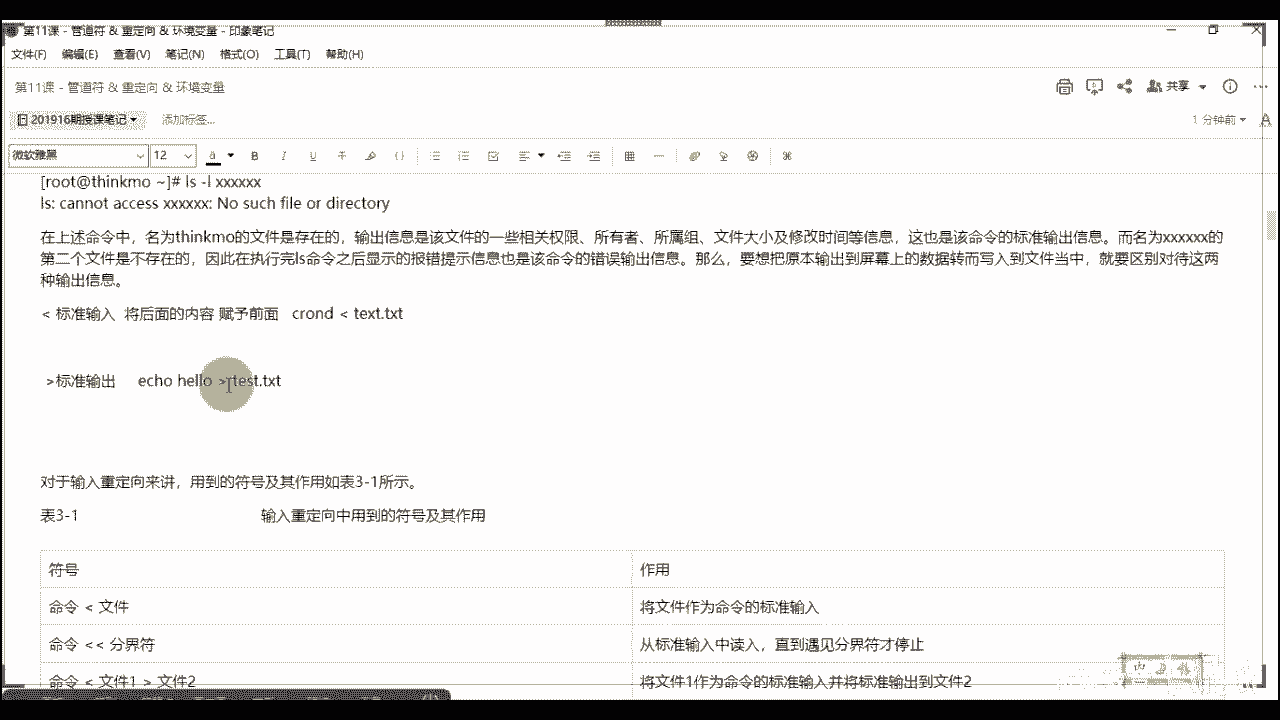 第11课 - 管道符 & 重定向 & 环境变量 - 印象笔记
文件(F) 编辑(E) 查看(V) 笔记(N) 格式(O) 工具(T) 帮助(H)
第11课 - 管道符 & 重定向 & 环境变量
共享
201916期授课笔记 添加标签...
1 分钟前
微软雅黑 12
[root@thinkmo ~]# ls -l xxxxxx
ls: cannot access xxxxxx: No such file or directory
在上述命令中，名为thinkmo的文件是存在的，输出信息是该文件的一些相关权限、所有者、所属组、文件大小及修改时间等信息，这也是该命令的标准输出信息。而名为xxxxxx的
第二个文件是不存在的，因此在执行完ls命令之后显示的报错提示信息也是该命令的错误输出信息。那么，要想把原本输出到屏幕上的数据转而写入到文件当中，就要区别对待这两
种输出信息。
< 标准输入 将后面的内容 赋予前面 crond < text.txt
>标准输出 echo hello > test.txt
对于输入重定向来讲，用到的符号及其作用如表3-1所示。
表3-1 输入重定向中用到的符号及其作用
符号 作用
命令 < 文件 将文件作为命令的标准输入
命令 << 分界符 从标准输入中读入，直到遇见分界符才停止
命令 < 文件1 > 文件2 将文件1作为命令的标准输入并将标准输出到文件2